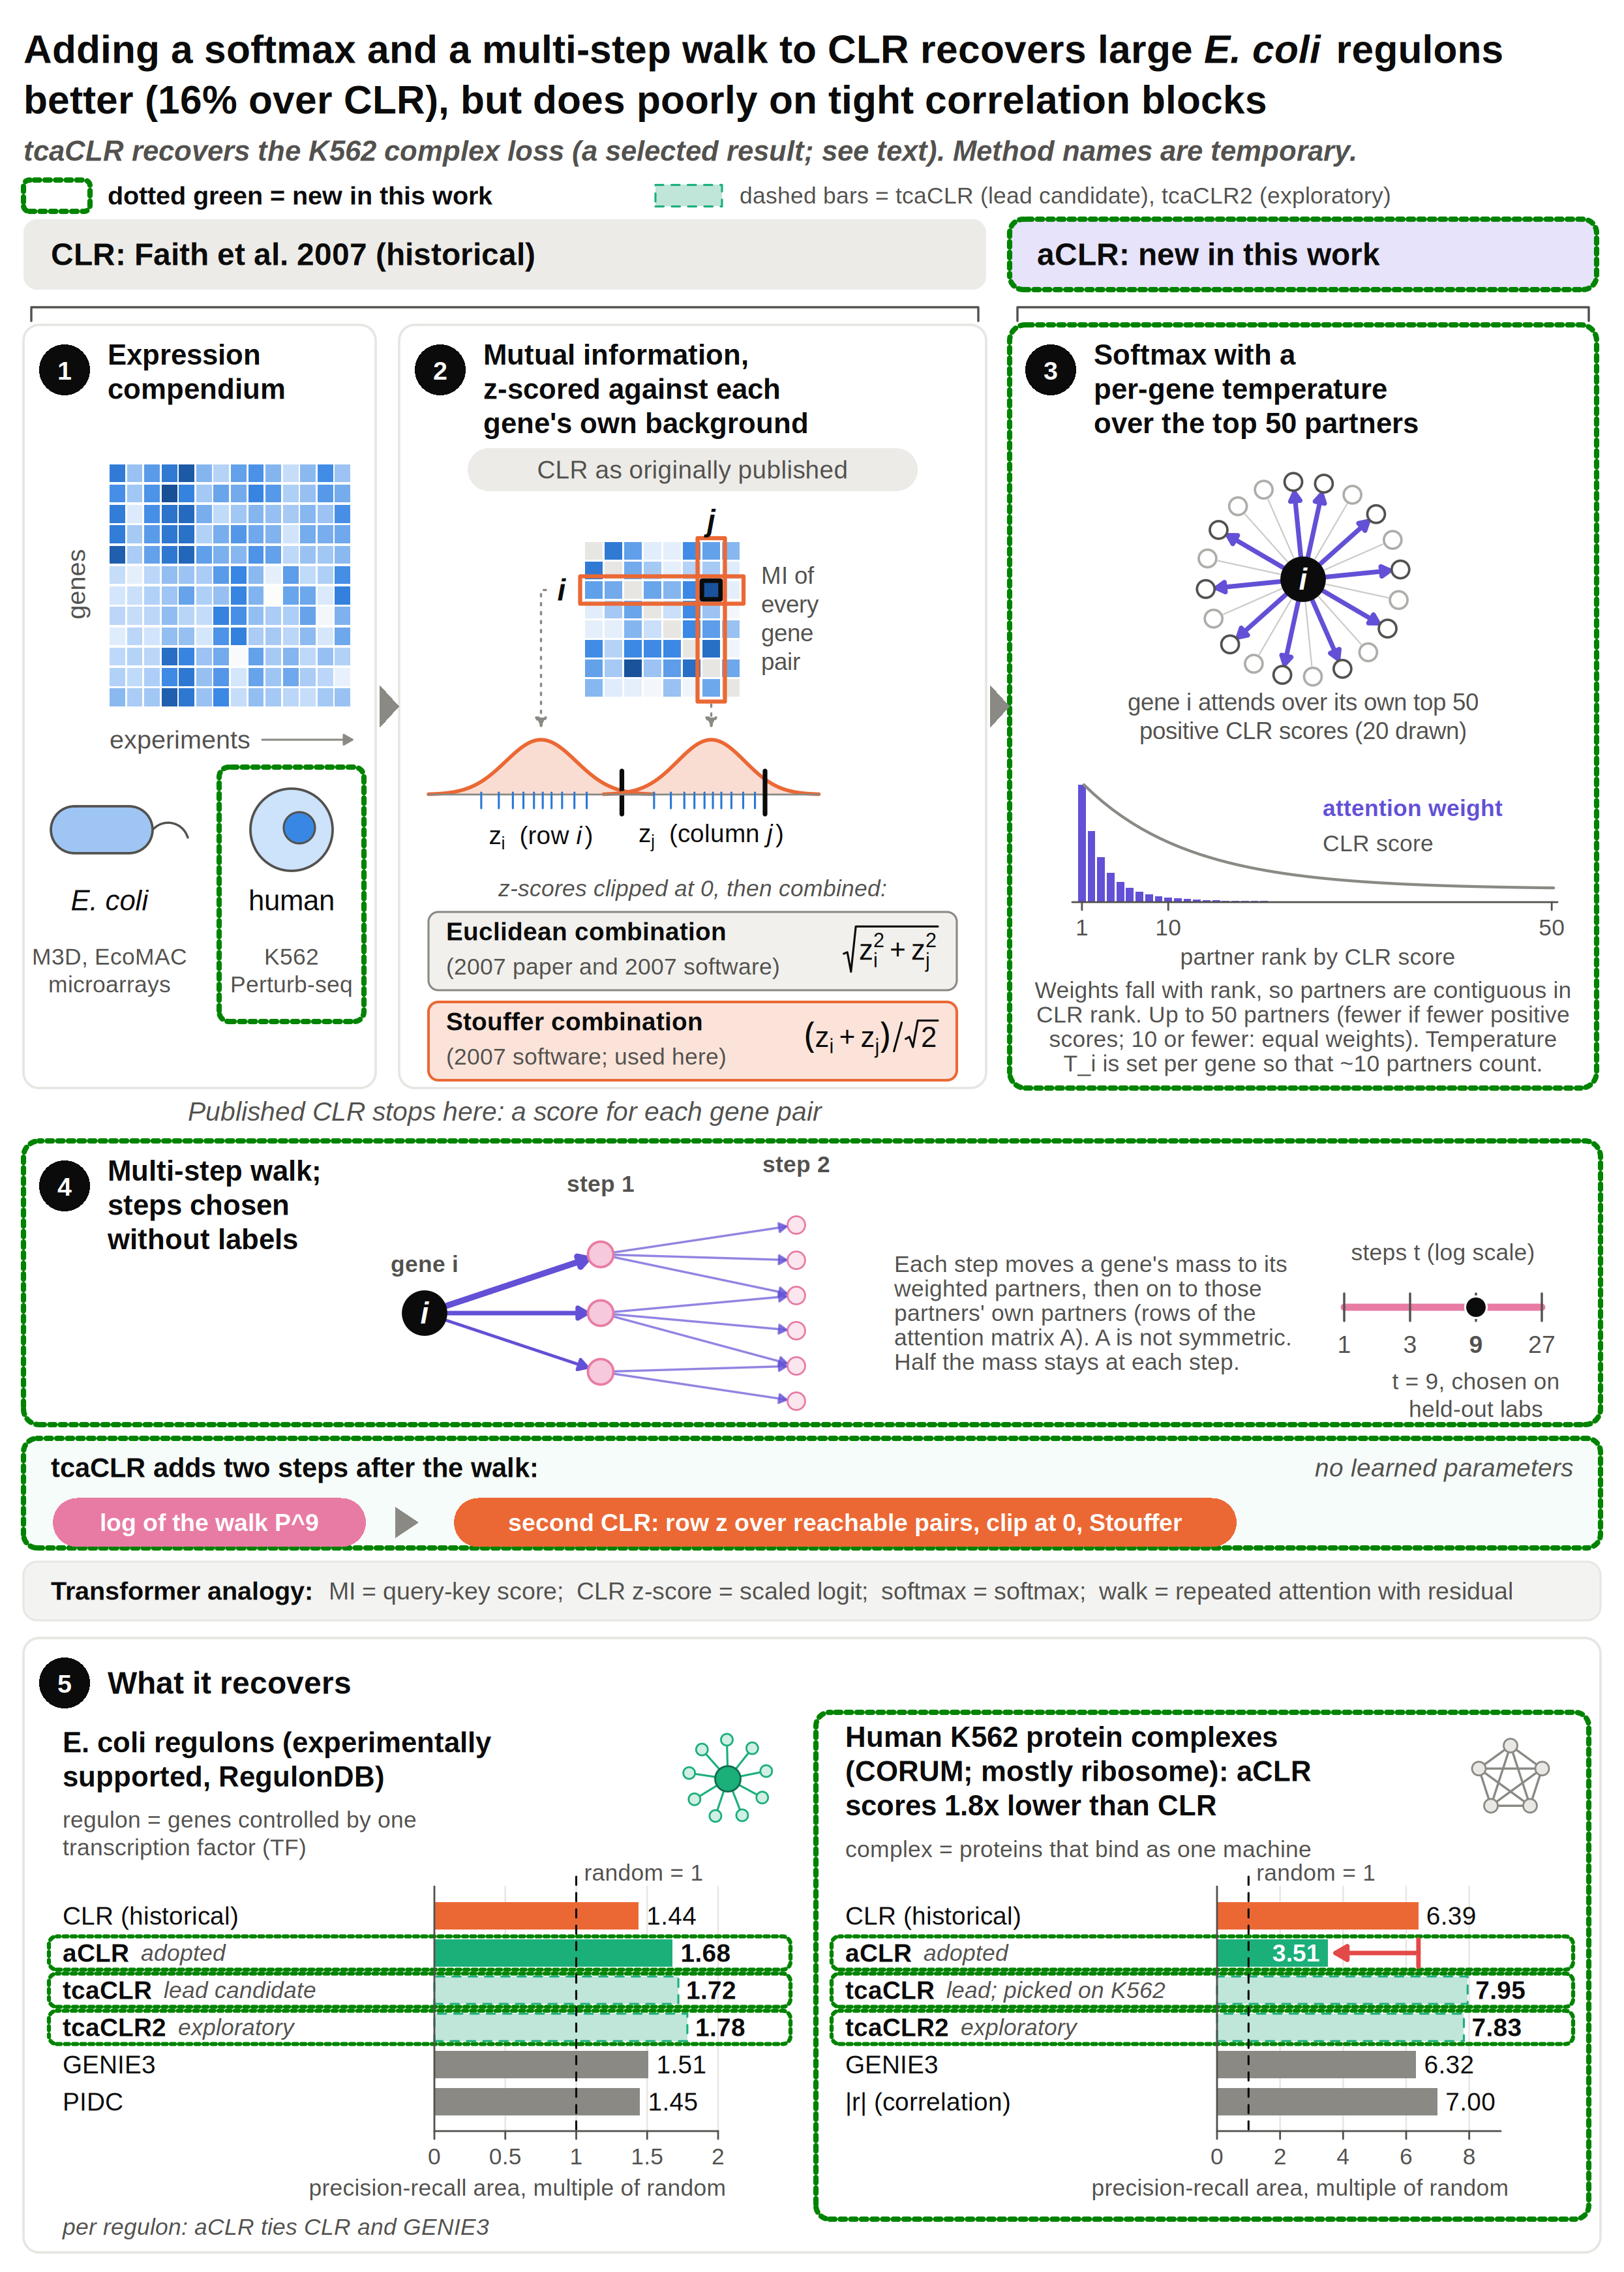 Adding a softmax and a multi-step walk to CLR recovers large E. coli regulons
better (16% over CLR), but does poorly on tight correlation blocks
tcaCLR recovers the K562 complex loss (a selected result; see text). Method names are temporary.
dotted green = new in this work
dashed bars = tcaCLR (lead candidate), tcaCLR2 (exploratory)
CLR: Faith et al. 2007 (historical)
aCLR: new in this work
1
Expression
compendium
genes
experiments
E. coli
human
M3D, EcoMAC
microarrays
K562
Perturb-seq
2
Mutual information,
z-scored against each
gene's own background
CLR as originally published
j
i
MI of
every
gene
pair
zi (row i)
zj (column j)
z-scores clipped at 0, then combined:
Euclidean combination
(2007 paper and 2007 software)
√zi² + zj²
Stouffer combination
(2007 software; used here)
(zi + zj)/√2
3
Softmax with a
per-gene temperature
over the top 50 partners
i
gene i attends over its own top 50
positive CLR scores (20 drawn)
attention weight
CLR score
1 10 50
partner rank by CLR score
Weights fall with rank, so partners are contiguous in
CLR rank. Up to 50 partners (fewer if fewer positive
scores; 10 or fewer: equal weights). Temperature
T_i is set per gene so that ~10 partners count.
Published CLR stops here: a score for each gene pair
4
Multi-step walk;
steps chosen
without labels
gene i
i
step 1
step 2
Each step moves a gene's mass to its
weighted partners, then on to those
partners' own partners (rows of the
attention matrix A). A is not symmetric.
Half the mass stays at each step.
steps t (log scale)
1 3 9 27
t = 9, chosen on
held-out labs
tcaCLR adds two steps after the walk:
no learned parameters
log of the walk P^9
second CLR: row z over reachable pairs, clip at 0, Stouffer
Transformer analogy: MI = query-key score; CLR z-score = scaled logit; softmax = softmax; walk = repeated attention with residual
5
What it recovers
E. coli regulons (experimentally
supported, RegulonDB)
regulon = genes controlled by one
transcription factor (TF)
random = 1
CLR (historical) 1.44
aCLR adopted 1.68
tcaCLR lead candidate 1.72
tcaCLR2 exploratory 1.78
GENIE3 1.51
PIDC 1.45
0 0.5 1 1.5 2
precision-recall area, multiple of random
per regulon: aCLR ties CLR and GENIE3
Human K562 protein complexes
(CORUM; mostly ribosome): aCLR
scores 1.8x lower than CLR
complex = proteins that bind as one machine
random = 1
CLR (historical) 6.39
aCLR adopted 3.51
tcaCLR lead; picked on K562 7.95
tcaCLR2 exploratory 7.83
GENIE3 6.32
|r| (correlation) 7.00
0 2 4 6 8
precision-recall area, multiple of random